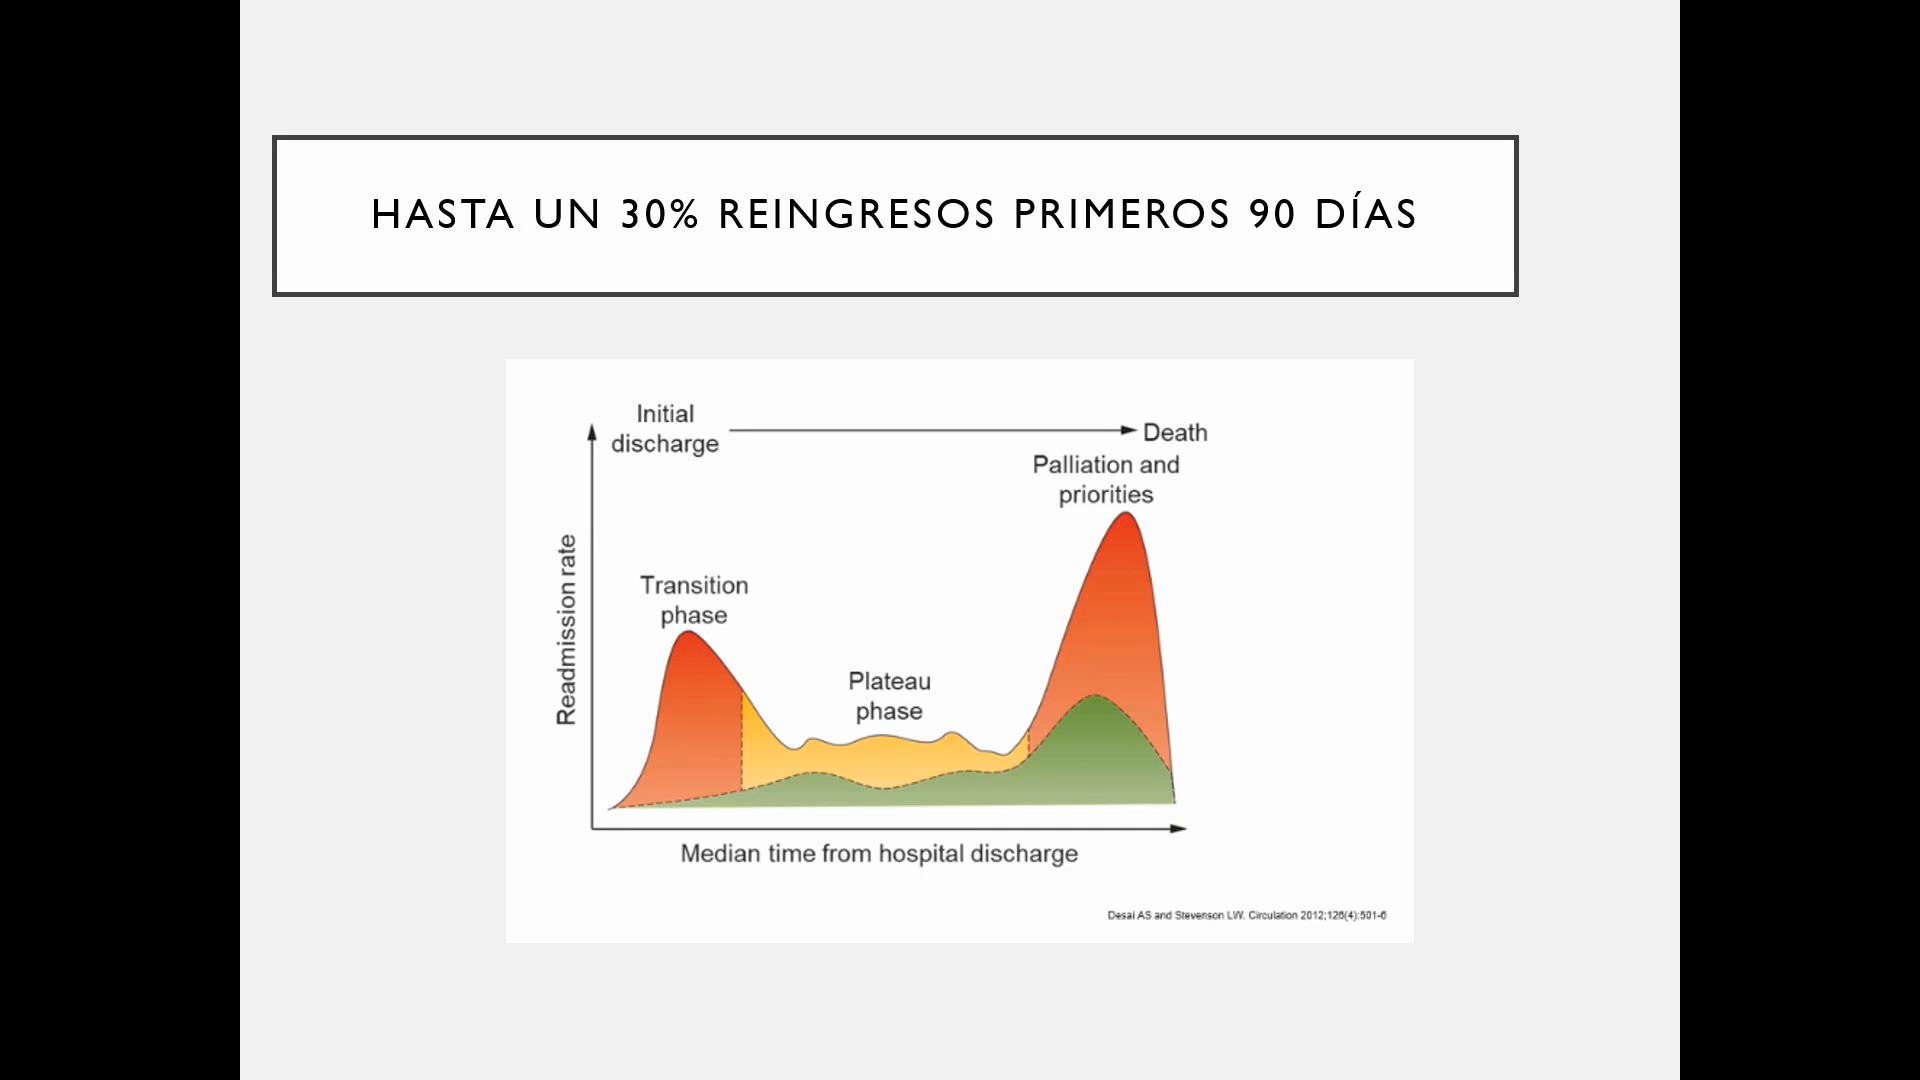 HASTA UN 30% REINGRESOS PRIMEROS 90 DÍAS
Initial
discharge
Death
Palliation and
priorities
Transition
phase
Plateau
phase
Readmission rate
Median time from hospital discharge
Desai AS and Stevenson LW. Circulation 2012;126(4):501-6